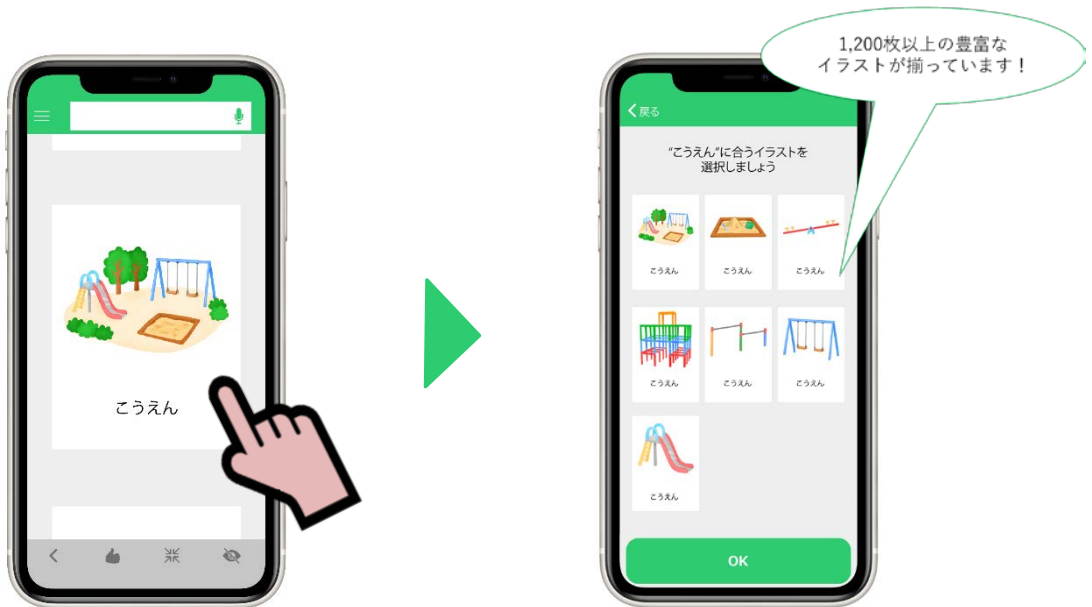 こうえん
1,200枚以上の豊富な
イラストが揃っています！
戻る
“こうえん”に合うイラストを
選択しましょう
こうえん
こうえん
こうえん
こうえん
こうえん
こうえん
こうえん
OK